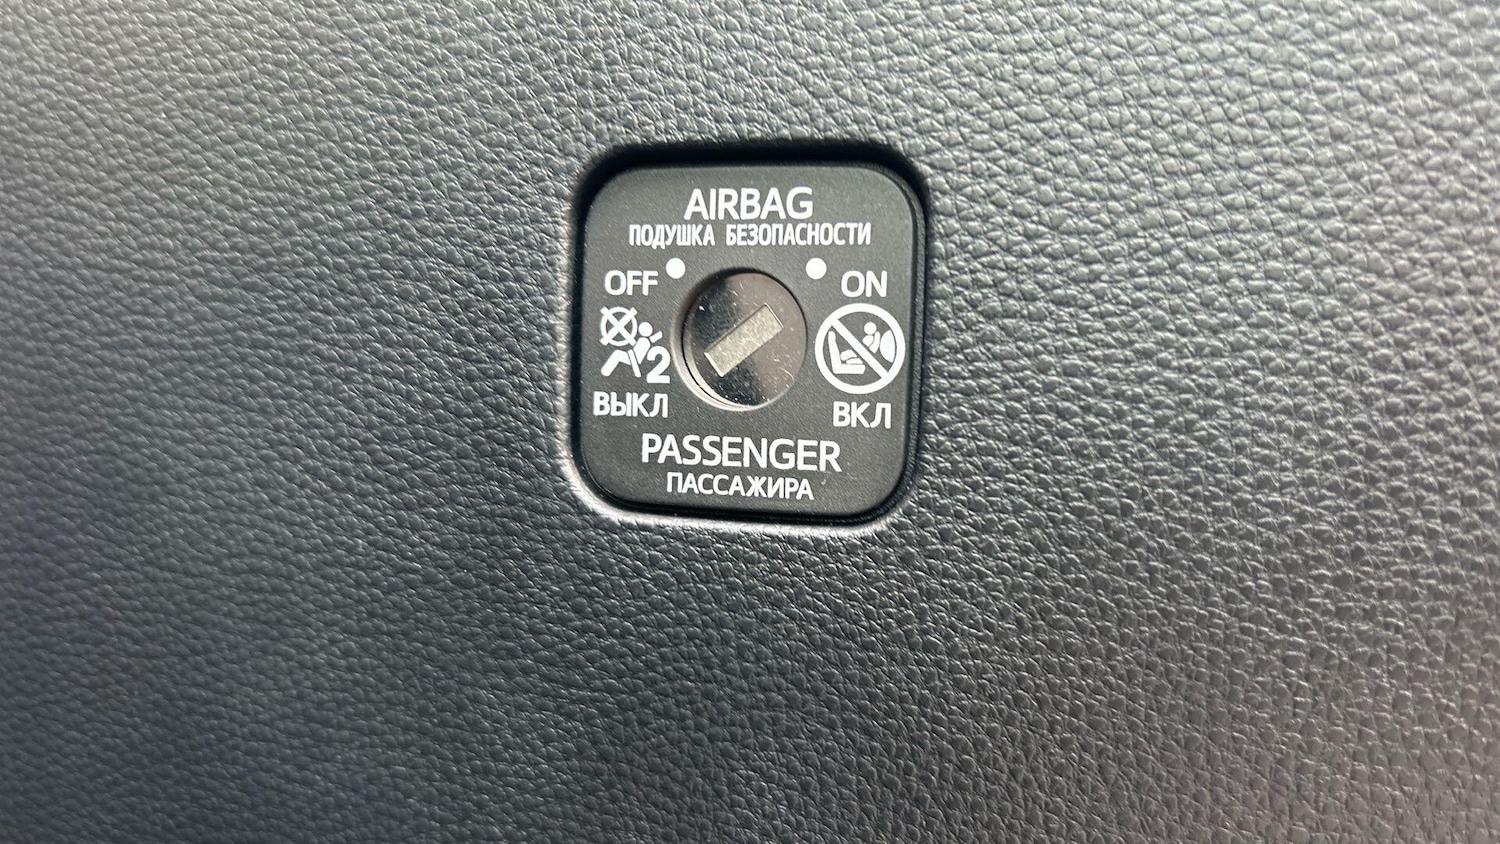 AIRBAG
ПОДУШКА БЕЗОПАСНОСТИ
OFF ON
2
ВЫКЛ ВКЛ
PASSENGER
ПАССАЖИРА